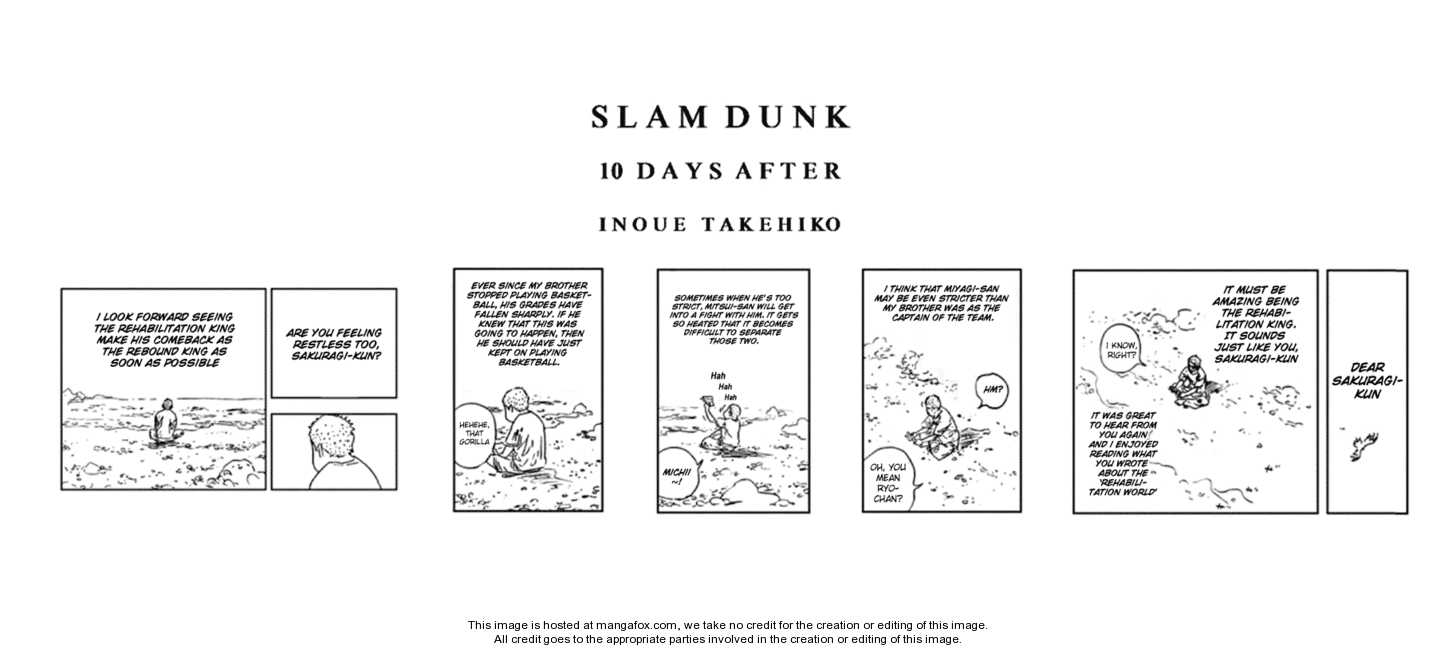 SLAM DUNK
10 DAYS AFTER
INOUE TAKEHIKO
DEAR
SAKURAGI-
KUN
IT MUST BE
AMAZING BEING
THE REHABI-
LITATION KING.
IT SOUNDS
JUST LIKE YOU,
SAKURAGI-KUN
I KNOW,
RIGHT?
IT WAS GREAT
TO HEAR FROM
YOU AGAIN
AND I ENJOYED
READING WHAT
YOU WROTE
ABOUT THE
'REHABILI-
TATION WORLD'
I THINK THAT MIYAGI-SAN
MAY BE EVEN STRICTER THAN
MY BROTHER WAS AS THE
CAPTAIN OF THE TEAM.
HM?
OH, YOU
MEAN
RYO-
CHAN?
SOMETIMES WHEN HE'S TOO
STRICT, MITSUI-SAN WILL GET
INTO A FIGHT WITH HIM. IT GETS
SO HEATED THAT IT BECOMES
DIFFICULT TO SEPARATE
THOSE TWO.
Hah
Hah
Hah
MICHII
~!
EVER SINCE MY BROTHER
STOPPED PLAYING BASKET-
BALL, HIS GRADES HAVE
FALLEN SHARPLY. IF HE
KNEW THAT THIS WAS
GOING TO HAPPEN, THEN
HE SHOULD HAVE JUST
KEPT ON PLAYING
BASKETBALL.
HEHEHE,
THAT
GORILLA
ARE YOU FEELING
RESTLESS TOO,
SAKURAGI-KUN?
I LOOK FORWARD SEEING
THE REHABILITATION KING
MAKE HIS COMEBACK AS
THE REBOUND KING AS
SOON AS POSSIBLE
This image is hosted at mangafox.com, we take no credit for the creation or editing of this image.
All credit goes to the appropriate parties involved in the creation or editing of this image.